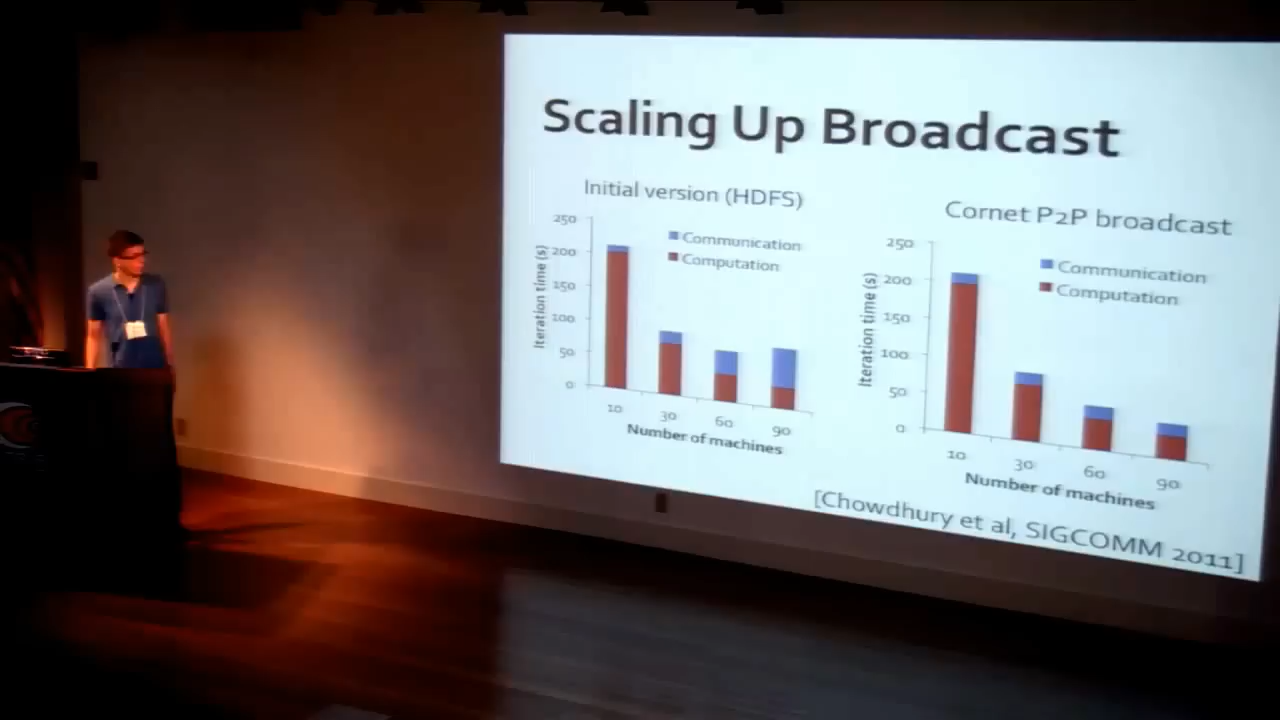 Scaling Up Broadcast
Initial version (HDFS)
250
200
150
100
50
0
Iteration time (s)
Communication
Computation
10
30
60
90
Number of machines
Cornet P2P broadcast
250
200
150
100
50
0
Iteration time (s)
Communication
Computation
10
30
60
90
Number of machines
[Chowdhury et al, SIGCOMM 2011]